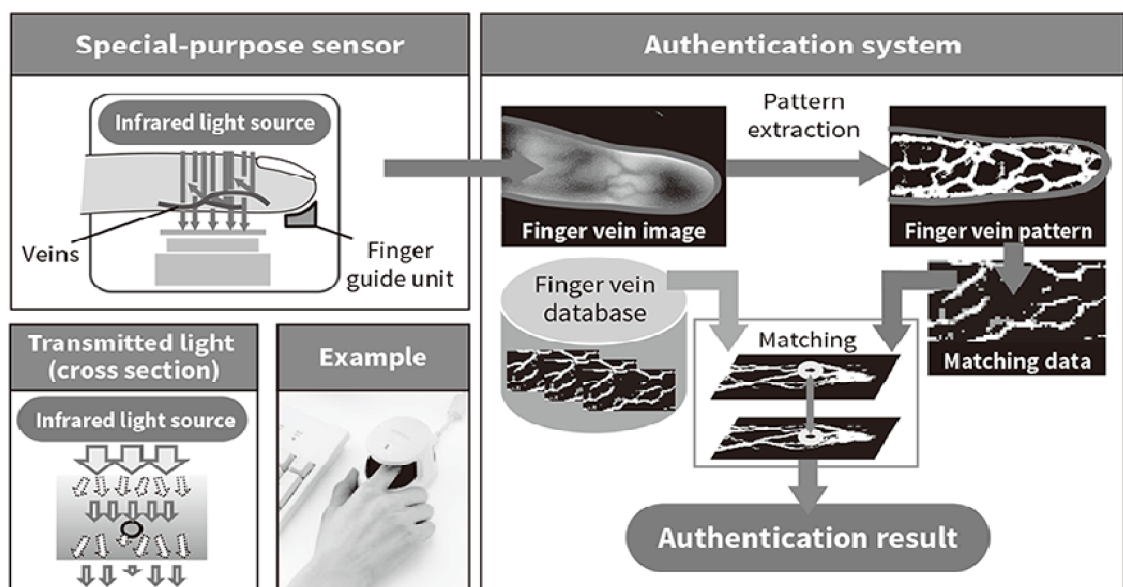 Special-purpose sensor
Infrared light source
Veins
Finger
guide unit
Transmitted light
(cross section)
Infrared light source
Example
Authentication system
Pattern
extraction
Finger vein image
Finger vein pattern
Finger vein
database
Matching
Matching data
Authentication result